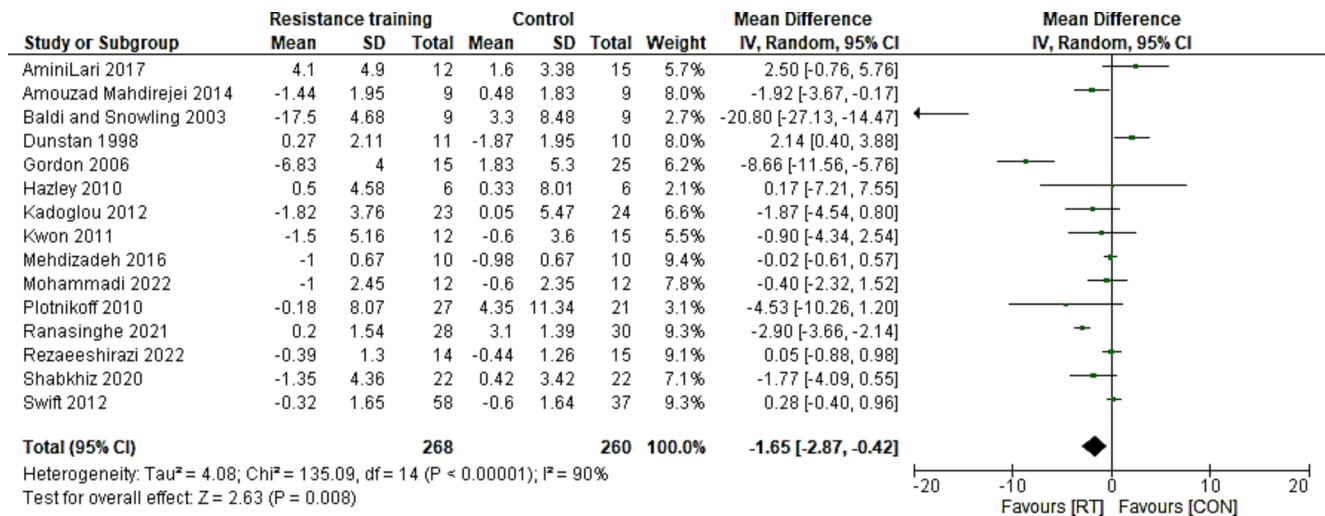 Resistance training Control Mean Difference Mean Difference
Study or Subgroup Mean SD Total Mean SD Total Weight IV, Random, 95% CI IV, Random, 95% CI
AminiLari 2017 4.1 4.9 12 1.6 3.38 15 5.7% 2.50 [-0.76, 5.76]
Amouzad Mahdirejei 2014 -1.44 1.95 9 0.48 1.83 9 8.0% -1.92 [-3.67, -0.17]
Baldi and Snowling 2003 -17.5 4.68 9 3.3 8.48 9 2.7% -20.80 [-27.13, -14.47]
Dunstan 1998 0.27 2.11 11 -1.87 1.95 10 8.0% 2.14 [0.40, 3.88]
Gordon 2006 -6.83 4 15 1.83 5.3 25 6.2% -8.66 [-11.56, -5.76]
Hazley 2010 0.5 4.58 6 0.33 8.01 6 2.1% 0.17 [-7.21, 7.55]
Kadoglou 2012 -1.82 3.76 23 0.05 5.47 24 6.6% -1.87 [-4.54, 0.80]
Kwon 2011 -1.5 5.16 12 -0.6 3.6 15 5.5% -0.90 [-4.34, 2.54]
Mehdizadeh 2016 -1 0.67 10 -0.98 0.67 10 9.4% -0.02 [-0.61, 0.57]
Mohammadi 2022 -1 2.45 12 -0.6 2.35 12 7.8% -0.40 [-2.32, 1.52]
Plotnikoff 2010 -0.18 8.07 27 4.35 11.34 21 3.1% -4.53 [-10.26, 1.20]
Ranasinghe 2021 0.2 1.54 28 3.1 1.39 30 9.3% -2.90 [-3.66, -2.14]
Rezaeeshirazi 2022 -0.39 1.3 14 -0.44 1.26 15 9.1% 0.05 [-0.88, 0.98]
Shabkhiz 2020 -1.35 4.36 22 0.42 3.42 22 7.1% -1.77 [-4.09, 0.55]
Swift 2012 -0.32 1.65 58 -0.6 1.64 37 9.3% 0.28 [-0.40, 0.96]
Total (95% CI) 268 260 100.0% -1.65 [-2.87, -0.42]
Heterogeneity: Tau² = 4.08; Chi² = 135.09, df = 14 (P < 0.00001); I² = 90%
Test for overall effect: Z = 2.63 (P = 0.008)
-20 -10 0 10 20
Favours [RT] Favours [CON]